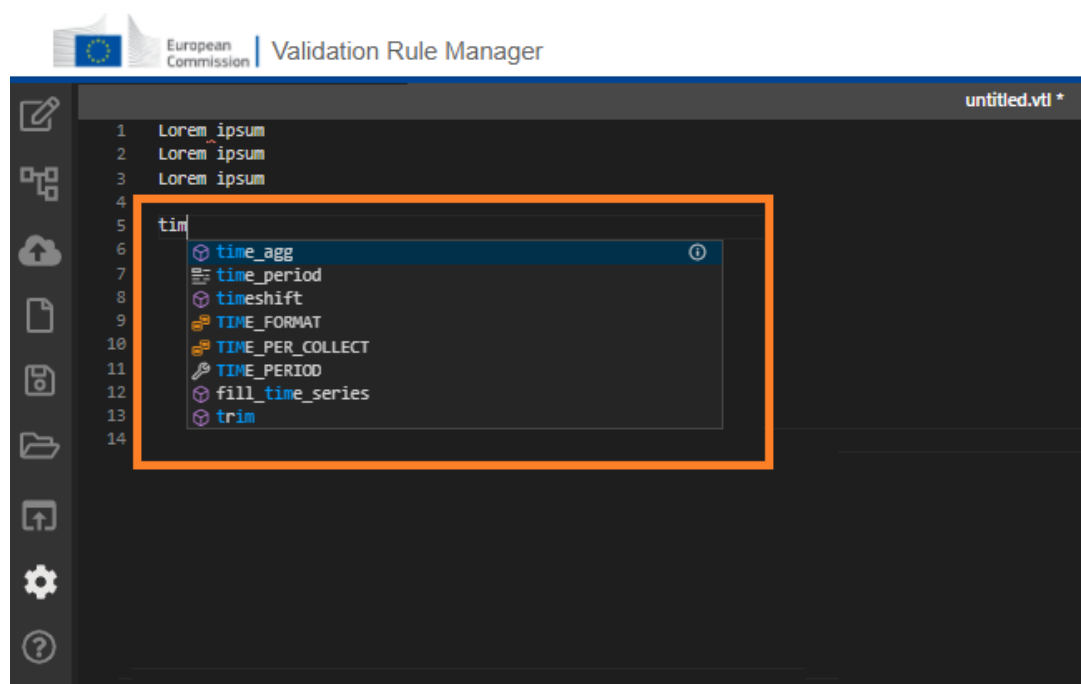 European
Commission
Validation Rule Manager
untitled.vtl *
1 Lorem ipsum
2 Lorem ipsum
3 Lorem ipsum
4
5 tim
6 time_agg
7 time_period
8 timeshift
9 TIME_FORMAT
10 TIME_PER_COLLECT
11 TIME_PERIOD
12 fill_time_series
13 trim
14